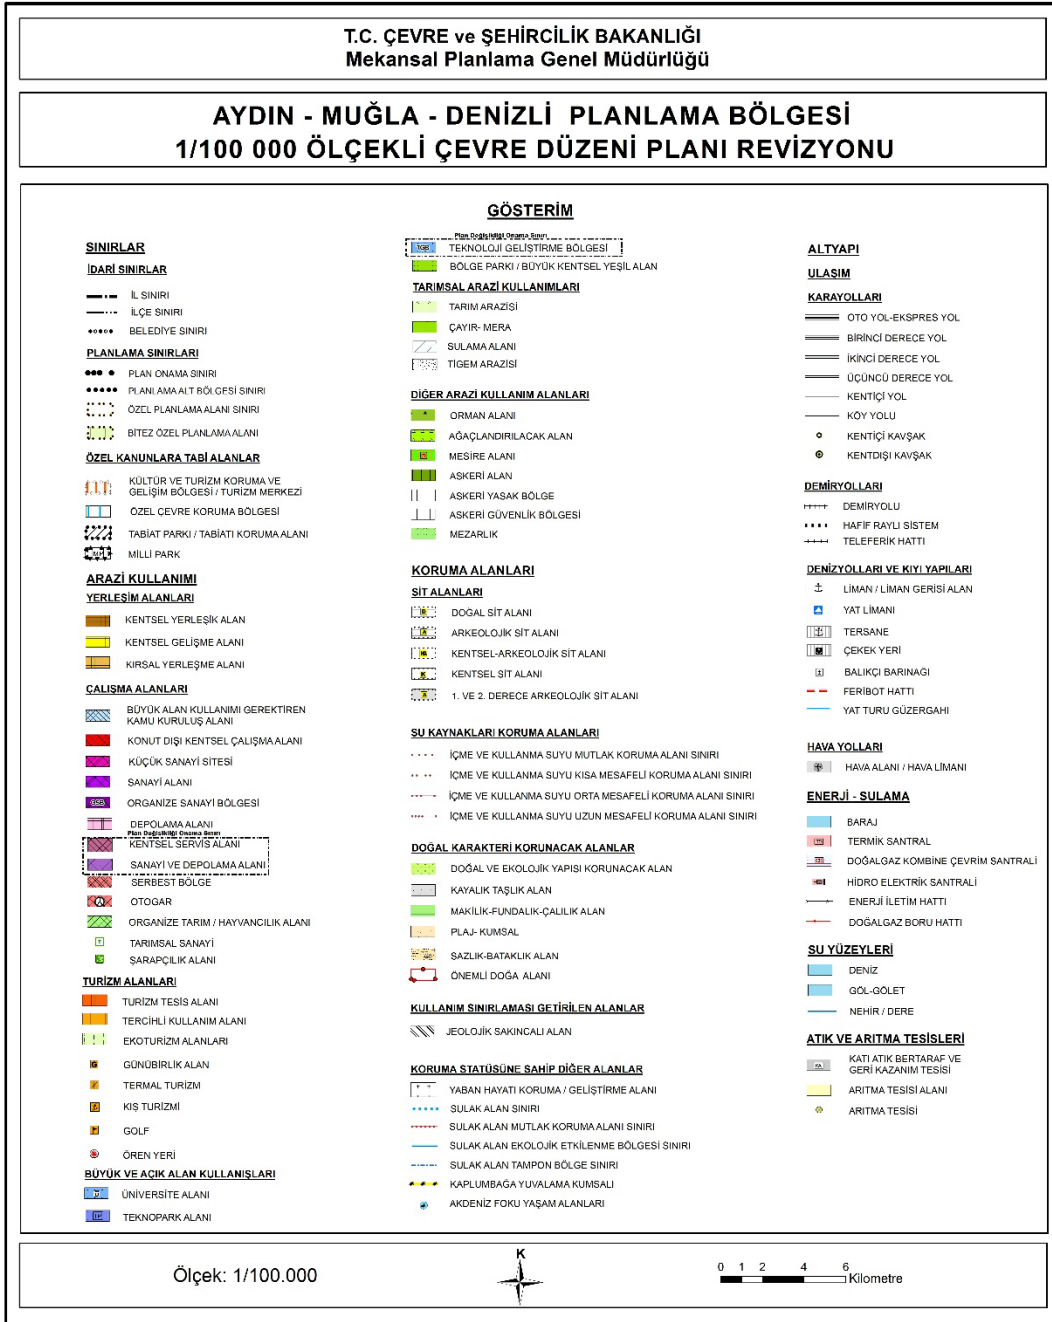 T.C. ÇEVRE ve ŞEHİRCİLİK BAKANLIĞI
Mekansal Planlama Genel Müdürlüğü
AYDIN - MUĞLA - DENİZLİ PLANLAMA BÖLGESİ
1/100 000 ÖLÇEKLİ ÇEVRE DÜZENİ PLANI REVİZYONU
GÖSTERİM
SINIRLAR
İDARİ SINIRLAR
İL SINIRI
İLÇE SINIRI
BELEDİYE SINIRI
PLANLAMA SINIRLARI
PLAN ONAMA SINIRI
PLANLAMA ALT BÖLGESİ SINIRI
ÖZEL PLANLAMA ALANI SINIRI
BİTEZ ÖZEL PLANLAMA ALANI
ÖZEL KANUNLARA TABİ ALANLAR
KÜLTÜR VE TURİZM KORUMA VE
GELİŞİM BÖLGESİ / TURİZM MERKEZİ
ÖZEL ÇEVRE KORUMA BÖLGESİ
TABİAT PARKI / TABİATI KORUMA ALANI
MP
MİLLİ PARK
ARAZİ KULLANIMI
YERLEŞİM ALANLARI
KENTSEL YERLEŞİK ALAN
KENTSEL GELİŞME ALANI
KIRSAL YERLEŞME ALANI
ÇALIŞMA ALANLARI
BÜYÜK ALAN KULLANIMI GEREKTİREN
KAMU KURULUŞ ALANI
KONUT DIŞI KENTSEL ÇALIŞMA ALANI
KÜÇÜK SANAYİ SİTESİ
SANAYİ ALANI
OSB
ORGANİZE SANAYİ BÖLGESİ
DEPOLAMA ALANI
Plan Değişikliği Onama Sınırı
KENTSEL SERVİS ALANI
SANAYİ VE DEPOLAMA ALANI
SERBEST BÖLGE
OTOGAR
ORGANİZE TARIM / HAYVANCILIK ALANI
TARIMSAL SANAYİ
ŞARAPÇILIK ALANI
TURİZM ALANLARI
TURİZM TESİS ALANI
TERCİHLİ KULLANIM ALANI
EKOTURİZM ALANLARI
G
GÜNÜBİRLİK ALAN
TERMAL TURİZM
KIŞ TURİZMİ
GOLF
ÖREN YERİ
BÜYÜK VE AÇIK ALAN KULLANIŞLARI
ÜNİVERSİTE ALANI
TEKNOPARK ALANI
Plan Değişikliği Onama Sınırı
TGB
TEKNOLOJİ GELİŞTİRME BÖLGESİ
BÖLGE PARKI / BÜYÜK KENTSEL YEŞİL ALAN
TARIMSAL ARAZİ KULLANIMLARI
TARIM ARAZİSİ
ÇAYIR- MERA
SULAMA ALANI
TİGEM ARAZİSİ
DİĞER ARAZİ KULLANIM ALANLARI
ORMAN ALANI
AĞAÇLANDIRILACAK ALAN
MESİRE ALANI
ASKERİ ALAN
ASKERİ YASAK BÖLGE
ASKERİ GÜVENLİK BÖLGESİ
MEZARLIK
KORUMA ALANLARI
SİT ALANLARI
DOĞAL SİT ALANI
ARKEOLOJİK SİT ALANI
KENTSEL-ARKEOLOJİK SİT ALANI
KENTSEL SİT ALANI
1. VE 2. DERECE ARKEOLOJİK SİT ALANI
SU KAYNAKLARI KORUMA ALANLARI
İÇME VE KULLANMA SUYU MUTLAK KORUMA ALANI SINIRI
İÇME VE KULLANMA SUYU KISA MESAFELİ KORUMA ALANI SINIRI
İÇME VE KULLANMA SUYU ORTA MESAFELİ KORUMA ALANI SINIRI
İÇME VE KULLANMA SUYU UZUN MESAFELİ KORUMA ALANI SINIRI
DOĞAL KARAKTERİ KORUNACAK ALANLAR
DOĞAL VE EKOLOJİK YAPISI KORUNACAK ALAN
KAYALIK TAŞLIK ALAN
MAKİLİK-FUNDALIK-ÇALILIK ALAN
PLAJ- KUMSAL
SAZLIK-BATAKLIK ALAN
ÖNEMLİ DOĞA ALANI
KULLANIM SINIRLAMASI GETİRİLEN ALANLAR
JEOLOJİK SAKINCALI ALAN
KORUMA STATÜSÜNE SAHİP DİĞER ALANLAR
YABAN HAYATI KORUMA / GELİŞTİRME ALANI
SULAK ALAN SINIRI
SULAK ALAN MUTLAK KORUMA ALANI SINIRI
SULAK ALAN EKOLOJİK ETKİLENME BÖLGESİ SINIRI
SULAK ALAN TAMPON BÖLGE SINIRI
KAPLUMBAĞA YUVALAMA KUMSALI
AKDENİZ FOKU YAŞAM ALANLARI
ALTYAPI
ULAŞIM
KARAYOLLARI
OTO YOL-EKSPRES YOL
BİRİNCİ DERECE YOL
İKİNCİ DERECE YOL
ÜÇÜNCÜ DERECE YOL
KENTİÇİ YOL
KÖY YOLU
KENTİÇİ KAVŞAK
KENTDIŞI KAVŞAK
DEMİRYOLLARI
DEMİRYOLU
HAFİF RAYLI SİSTEM
TELEFERİK HATTI
DENİZYOLLARI VE KIYI YAPILARI
LİMAN / LİMAN GERİSİ ALAN
YAT LİMANI
TERSANE
ÇEKEK YERİ
BALIKÇI BARINAĞI
FERİBOT HATTI
YAT TURU GÜZERGAHI
HAVA YOLLARI
HAVA ALANI / HAVA LİMANI
ENERJİ - SULAMA
BARAJ
TERMİK SANTRAL
DOĞALGAZ KOMBİNE ÇEVRİM SANTRALİ
HİDRO ELEKTRİK SANTRALİ
ENERJİ İLETİM HATTI
DOĞALGAZ BORU HATTI
SU YÜZEYLERİ
DENİZ
GÖL-GÖLET
NEHİR / DERE
ATIK VE ARITMA TESİSLERİ
KATI ATIK BERTARAF VE
GERİ KAZANIM TESİSİ
ARITMA TESİSİ ALANI
ARITMA TESİSİ
Ölçek: 1/100.000
K
0 1 2 4 6
Kilometre